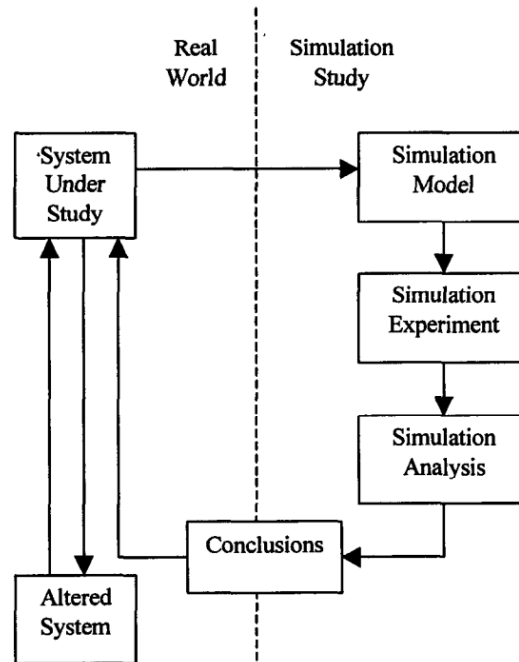 Real
World
Simulation
Study
System
Under
Study
Simulation
Model
Simulation
Experiment
Simulation
Analysis
Conclusions
Altered
System